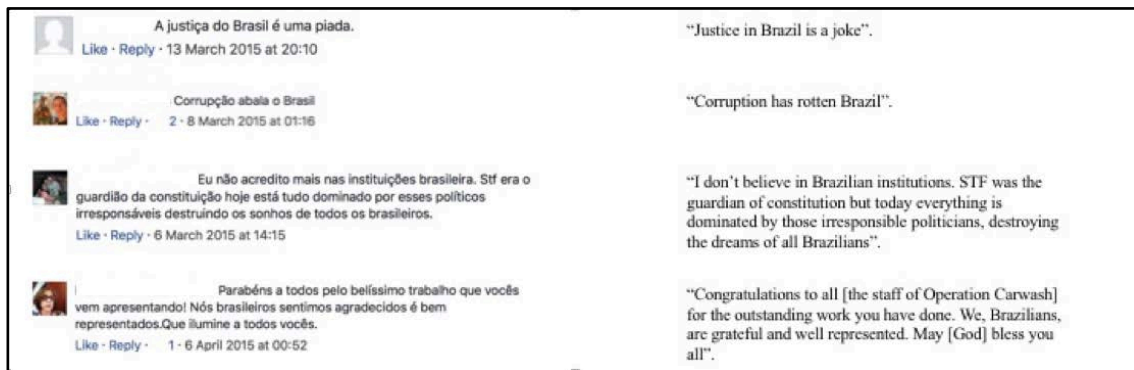 A justiça do Brasil é uma piada.
Like · Reply · 13 March 2015 at 20:10
"Justice in Brazil is a joke".
Corrupção abala o Brasil
Like · Reply · 2 · 8 March 2015 at 01:16
"Corruption has rotten Brazil".
Eu não acredito mais nas instituições brasileira. Stf era o
guardião da constituição hoje está tudo dominado por esses políticos
irresponsáveis destruindo os sonhos de todos os brasileiros.
Like · Reply · 6 March 2015 at 14:15
"I don't believe in Brazilian institutions. STF was the
guardian of constitution but today everything is
dominated by those irresponsible politicians, destroying
the dreams of all Brazilians".
Parabéns a todos pelo belíssimo trabalho que vocês
vem apresentando! Nós brasileiros sentimos agradecidos é bem
representados.Que ilumine a todos vocês.
Like · Reply · 1 · 6 April 2015 at 00:52
"Congratulations to all [the staff of Operation Carwash]
for the outstanding work you have done. We, Brazilians,
are grateful and well represented. May [God] bless you
all".